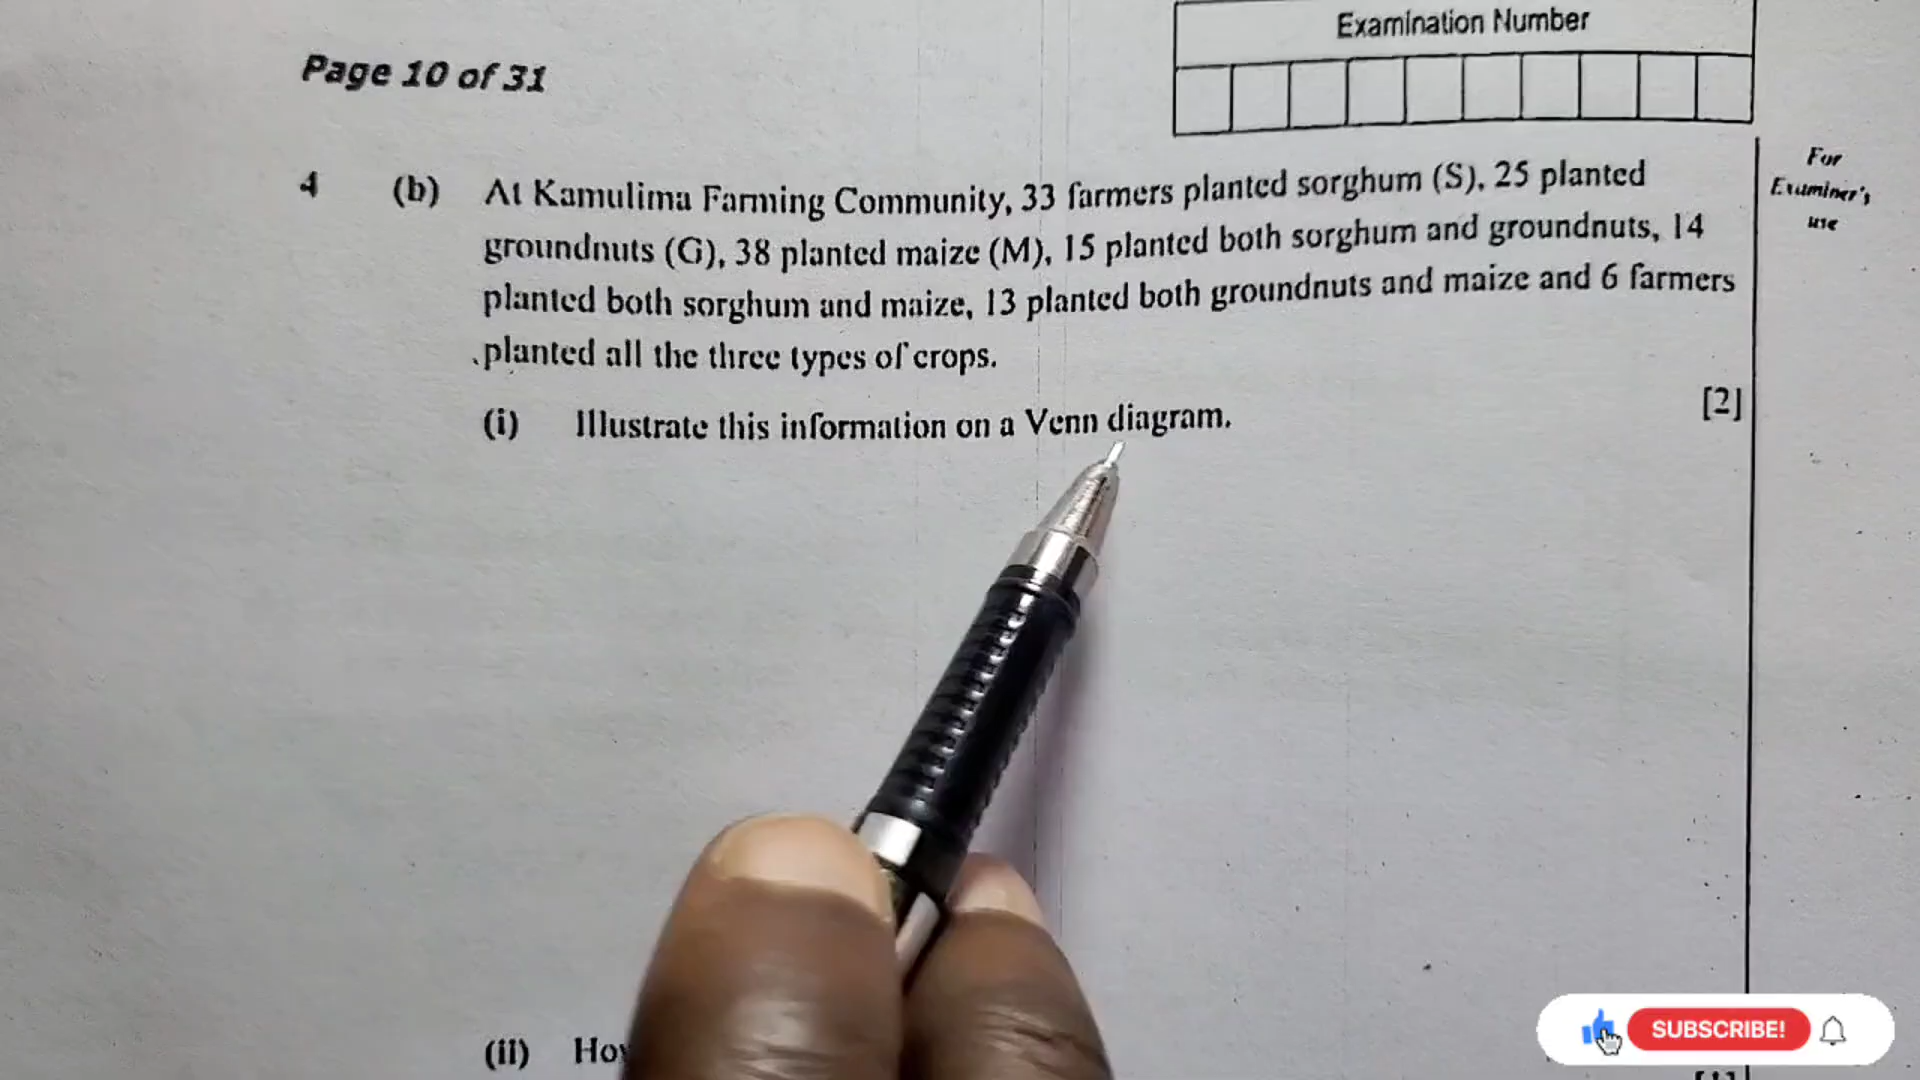 Examination Number
Page 10 of 31
For
Examiner's
use
4 (b) At Kamulima Farming Community, 33 farmers planted sorghum (S), 25 planted
groundnuts (G), 38 planted maize (M), 15 planted both sorghum and groundnuts, 14
planted both sorghum and maize, 13 planted both groundnuts and maize and 6 farmers
planted all the three types of crops.
(i) Illustrate this information on a Venn diagram. [2]
(ii)
SUBSCRIBE!